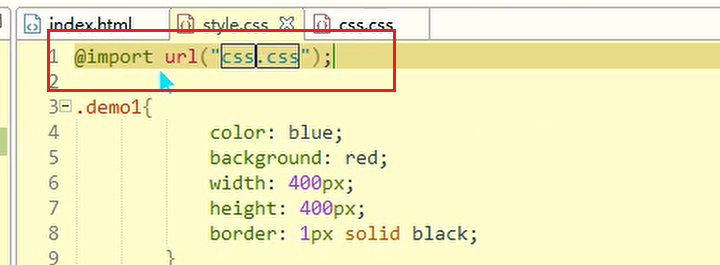 index.html style.css css.css
1 @import url("css.css");
2
3 .demo1{
4 color: blue;
5 background: red;
6 width: 400px;
7 height: 400px;
8 border: 1px solid black;
9 }